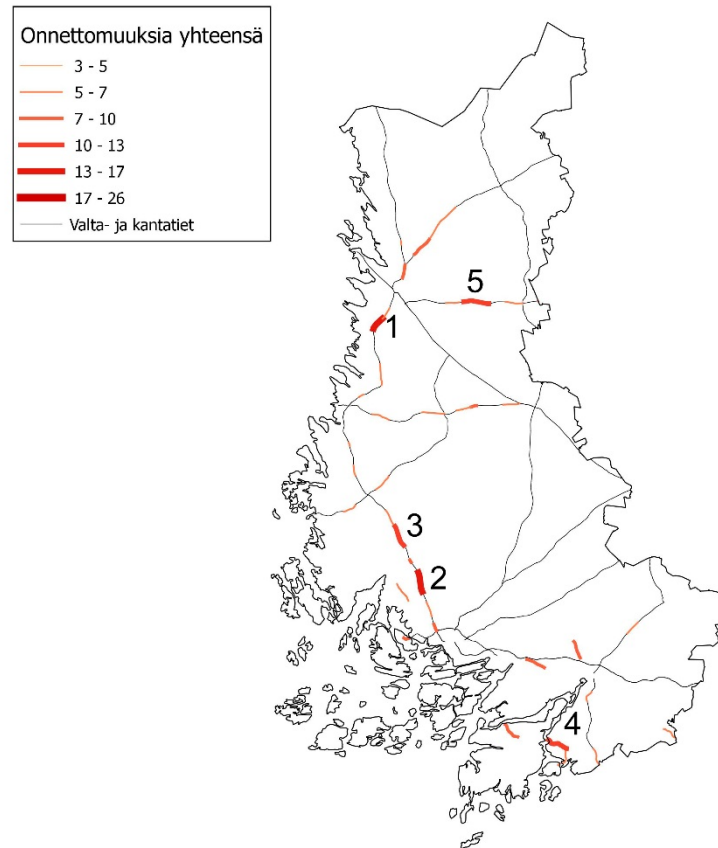 Onnettomuuksia yhteensä
3 - 5
5 - 7
7 - 10
10 - 13
13 - 17
17 - 26
Valta- ja kantatiet
5
1
3
2
4